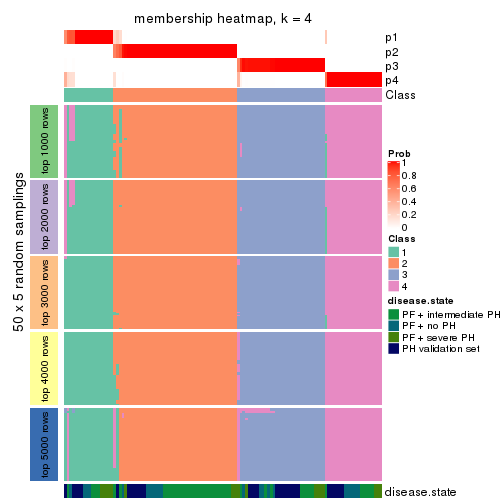 membership heatmap, k = 4
p1
p2
p3
p4
Class
50 x 5 random samplings
top 1000 rows
top 2000 rows
top 3000 rows
top 4000 rows
top 5000 rows
disease.state
Prob
1
0.8
0.6
0.4
0.2
0
Class
1
2
3
4
disease.state
PF + intermediate PH
PF + no PH
PF + severe PH
PH validation set